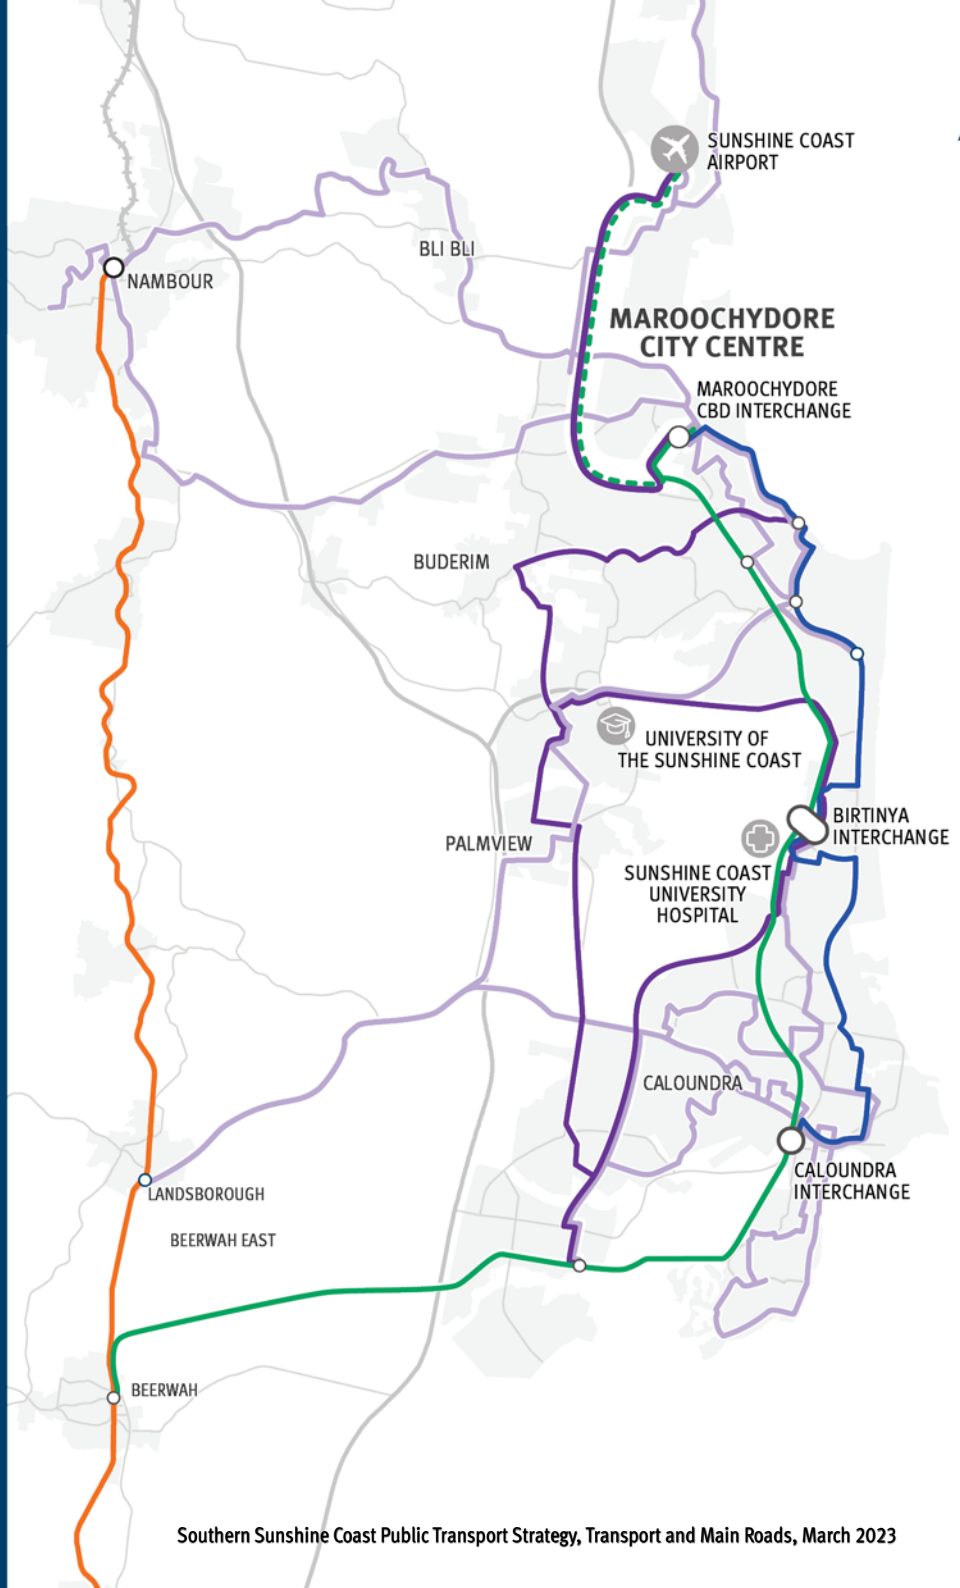 SUNSHINE COAST
AIRPORT
BLI BLI
NAMBOUR
MAROOCHYDORE
CITY CENTRE
MAROOCHYDORE
CBD INTERCHANGE
BUDERIM
UNIVERSITY OF
THE SUNSHINE COAST
BIRTINYA
INTERCHANGE
PALMVIEW
SUNSHINE COAST
UNIVERSITY
HOSPITAL
CALOUNDRA
CALOUNDRA
INTERCHANGE
LANDSBOROUGH
BEERWAH EAST
BEERWAH
Southern Sunshine Coast Public Transport Strategy, Transport and Main Roads, March 2023